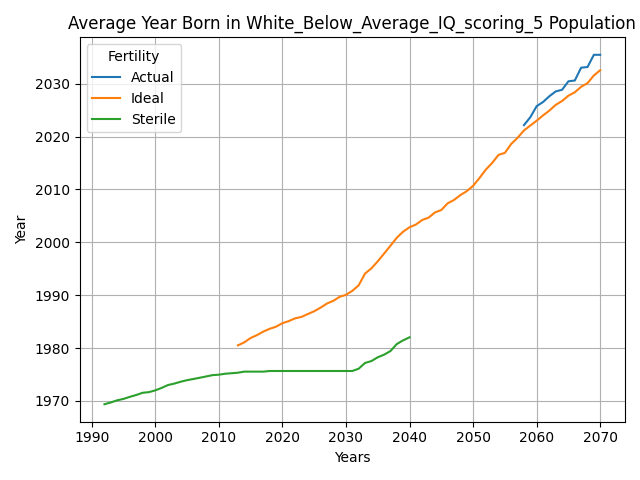 Average Year Born in White_Below_Average_IQ_scoring_5 Population
Fertility
Actual
Ideal
Sterile
2030
2020
2010
2000
1990
1980
1970
Year
1990 2000 2010 2020 2030 2040 2050 2060 2070
Years